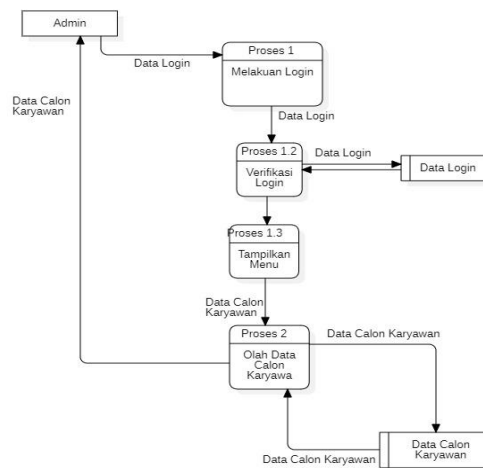 Admin
Data Login
Proses 1
Melakuan Login
Data Calon
Karyawan
Data Login
Proses 1.2
Verifikasi
Login
Data Login
Data Login
Proses 1.3
Tampilkan
Menu
Data Calon
Karyawan
Proses 2
Olah Data
Calon
Karyawa
Data Calon Karyawan
Data Calon Karyawan
Data Calon
Karyawan